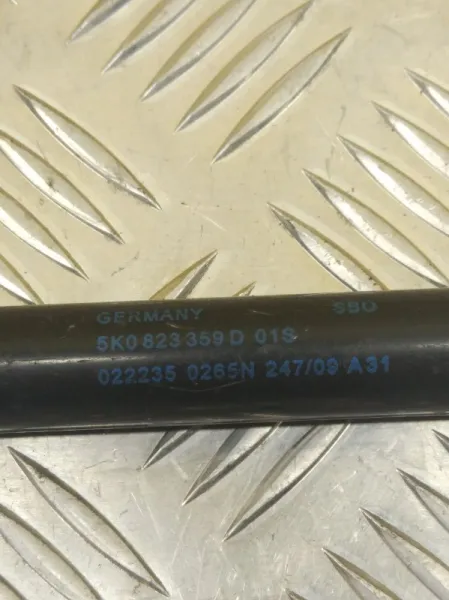 GERMANY SBO
5K0 823 359 D 01S
022235 0265N 247/09 A31